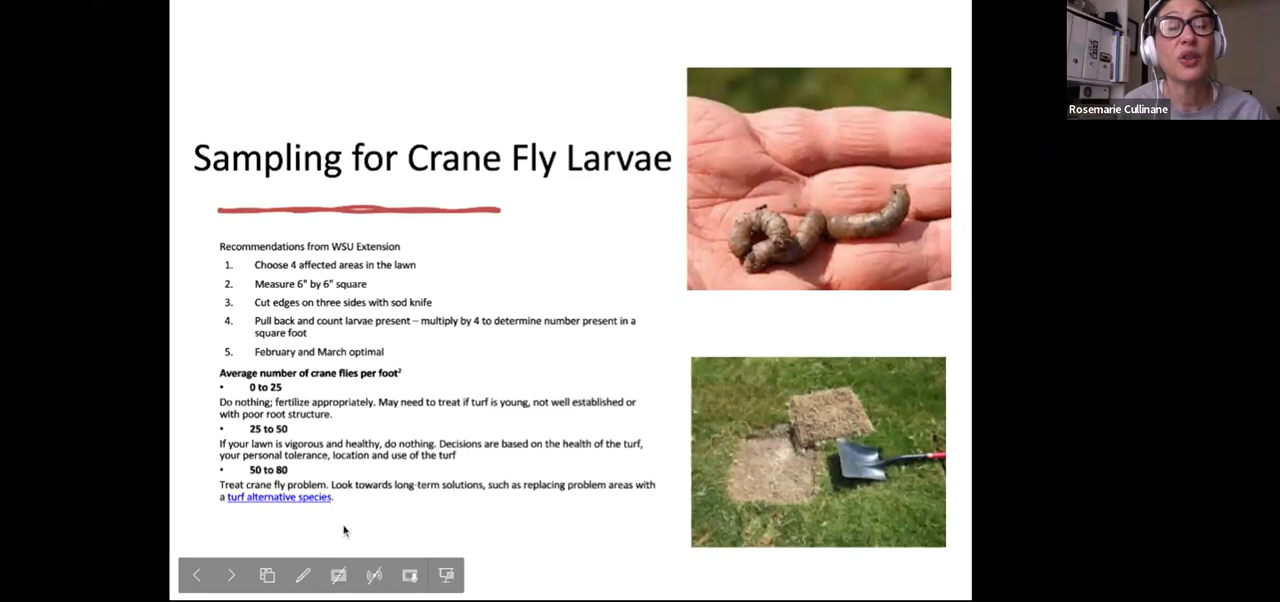 Sampling for Crane Fly Larvae
Recommendations from WSU Extension
1. Choose 4 affected areas in the lawn
2. Measure 6" by 6" square
3. Cut edges on three sides with sod knife
4. Pull back and count larvae present – multiply by 4 to determine number present in a
square foot
5. February and March optimal
Average number of crane flies per foot²
• 0 to 25
Do nothing; fertilize appropriately. May need to treat if turf is young, not well established or
with poor root structure.
• 25 to 50
If your lawn is vigorous and healthy, do nothing. Decisions are based on the health of the turf,
your personal tolerance, location and use of the turf
• 50 to 80
Treat crane fly problem. Look towards long-term solutions, such as replacing problem areas with
a turf alternative species.
Rosemarie Cullinane